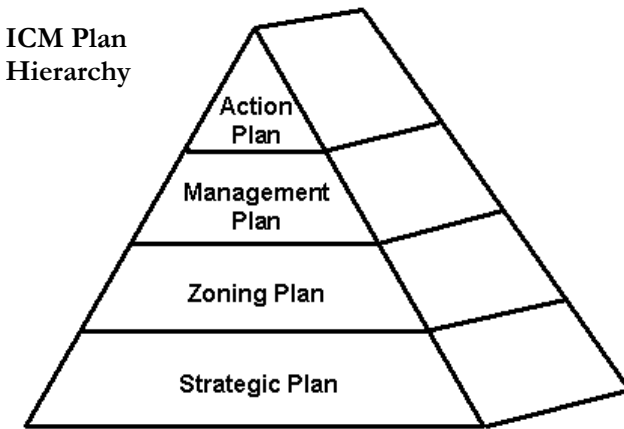 ICM Plan
Hierarchy
Action
Plan
Management
Plan
Zoning Plan
Strategic Plan